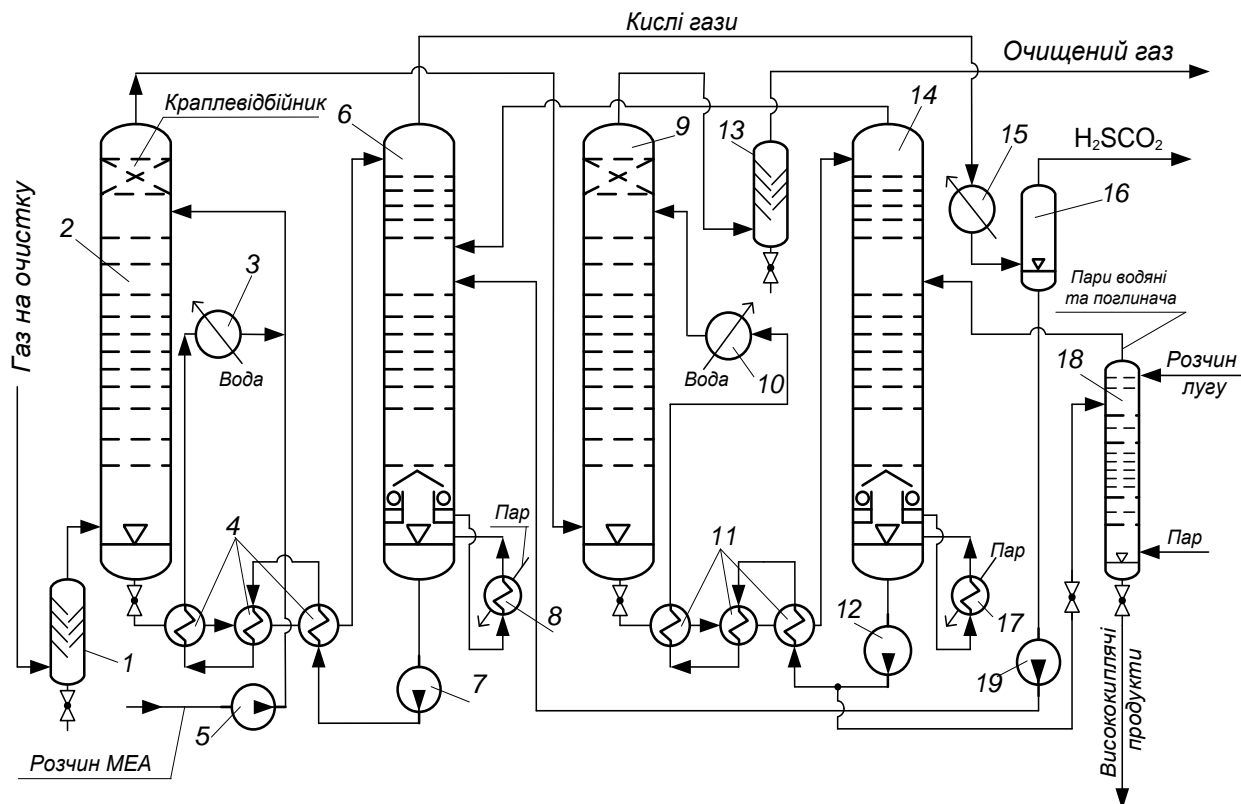 Кислі гази
Очищений газ
Краплевідбійник
6
9
13
14
15
H₂SCO₂
16
2
3
Газ на очистку
Вода
Вода
10
Пари водяні
та поглинача
18
Розчин
лугу
4
Пар
11
Пар
Пар
8
12
17
1
7
19
5
Розчин МЕА
Висококиплячі
продукти